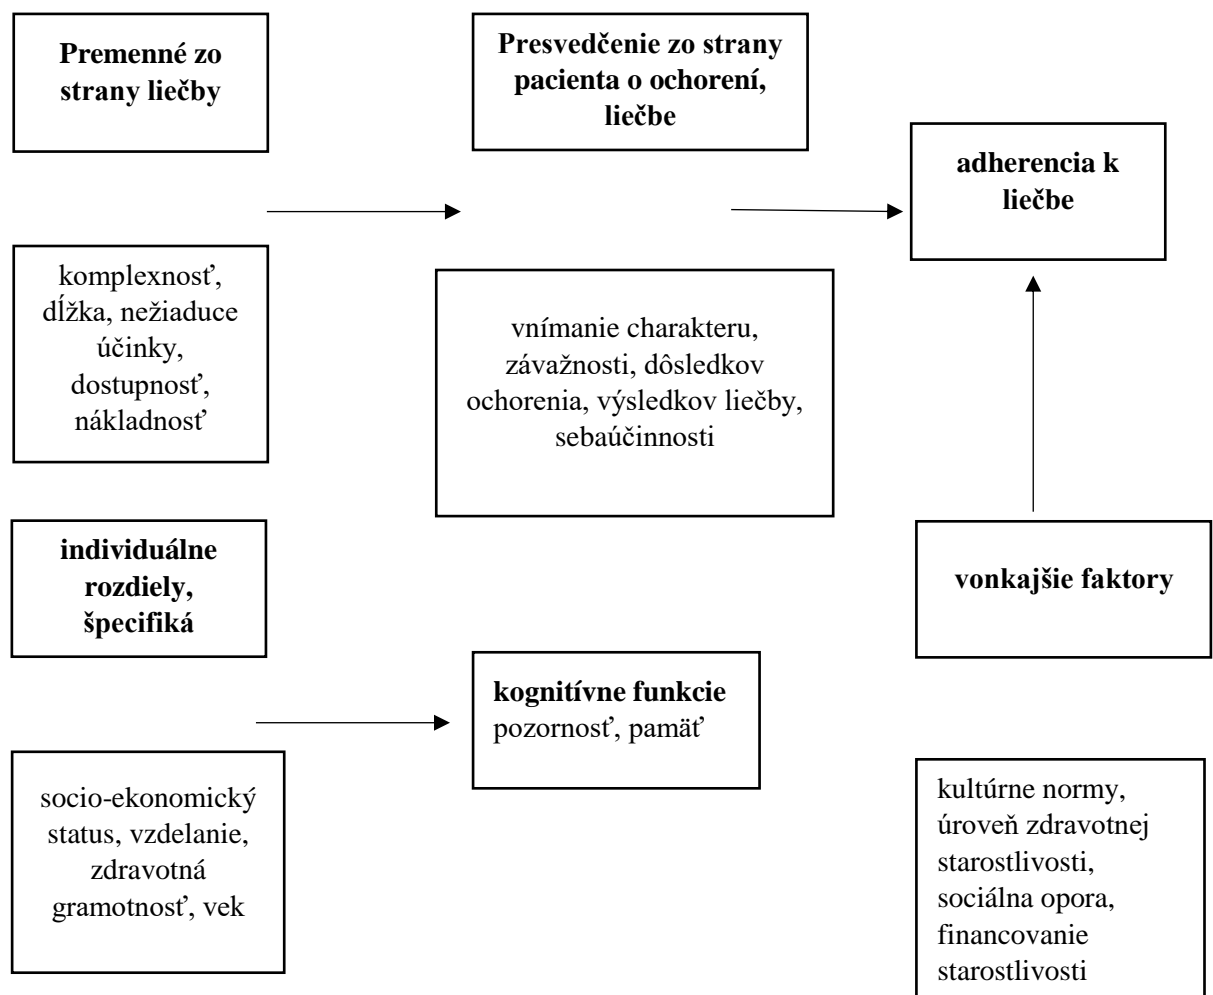 Premenné zo
strany liečby
Presvedčenie zo strany
pacienta o ochorení,
liečbe
adherencia k
liečbe
komplexnosť,
dĺžka, nežiaduce
účinky,
dostupnosť,
nákladnosť
vnímanie charakteru,
závažnosti, dôsledkov
ochorenia, výsledkov liečby,
sebaúčinnosti
individuálne
rozdiely,
špecifiká
vonkajšie faktory
kognitívne funkcie
pozornosť, pamäť
socio-ekonomický
status, vzdelanie,
zdravotná
gramotnosť, vek
kultúrne normy,
úroveň zdravotnej
starostlivosti,
sociálna opora,
financovanie
starostlivosti